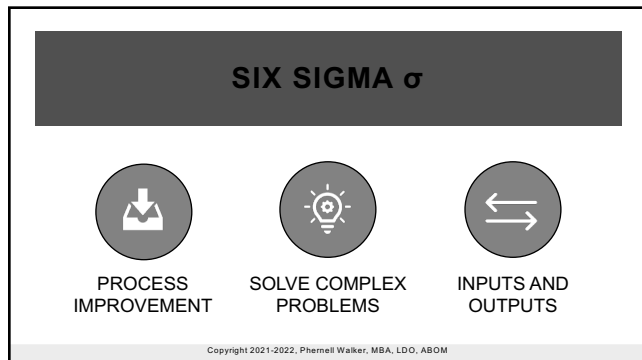 SIX SIGMA σ
PROCESS
IMPROVEMENT
SOLVE COMPLEX
PROBLEMS
INPUTS AND
OUTPUTS
Copyright 2021-2022, Phernell Walker, MBA, LDO, ABOM